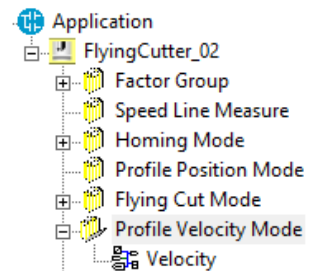 Application
FlyingCutter_02
Factor Group
Speed Line Measure
Homing Mode
Profile Position Mode
Flying Cut Mode
Profile Velocity Mode
Velocity